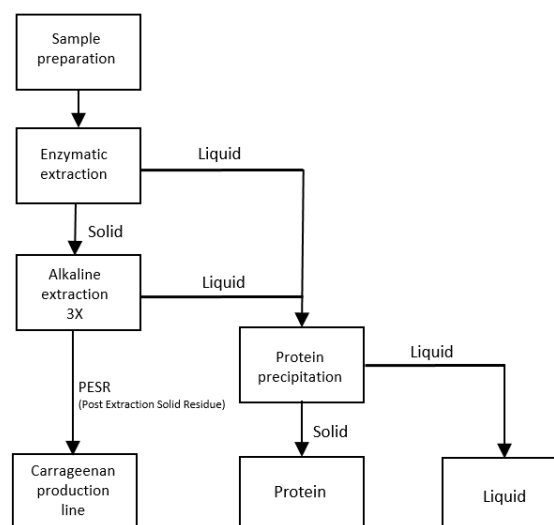 Sample
preparation
Enzymatic
extraction
Liquid
Solid
Alkaline
extraction
3X
Liquid
Protein
precipitation
Liquid
PESR
(Post Extraction Solid Residue)
Solid
Carrageenan
production
line
Protein
Liquid